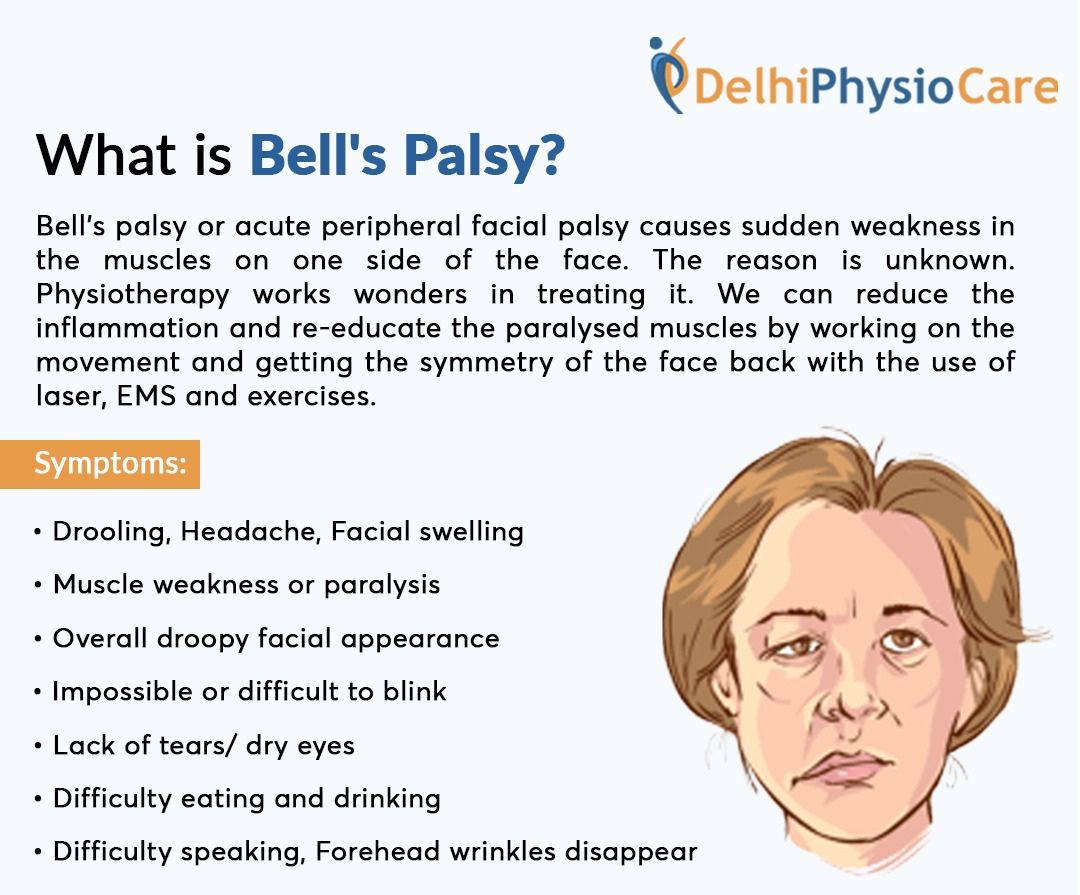 DelhiPhysioCare
What is Bell's Palsy?
Bell's palsy or acute peripheral facial palsy causes sudden weakness in
the muscles on one side of the face. The reason is unknown.
Physiotherapy works wonders in treating it. We can reduce the
inflammation and re-educate the paralysed muscles by working on the
movement and getting the symmetry of the face back with the use of
laser, EMS and exercises.
Symptoms:
• Drooling, Headache, Facial swelling
• Muscle weakness or paralysis
• Overall droopy facial appearance
• Impossible or difficult to blink
• Lack of tears/ dry eyes
• Difficulty eating and drinking
• Difficulty speaking, Forehead wrinkles disappear